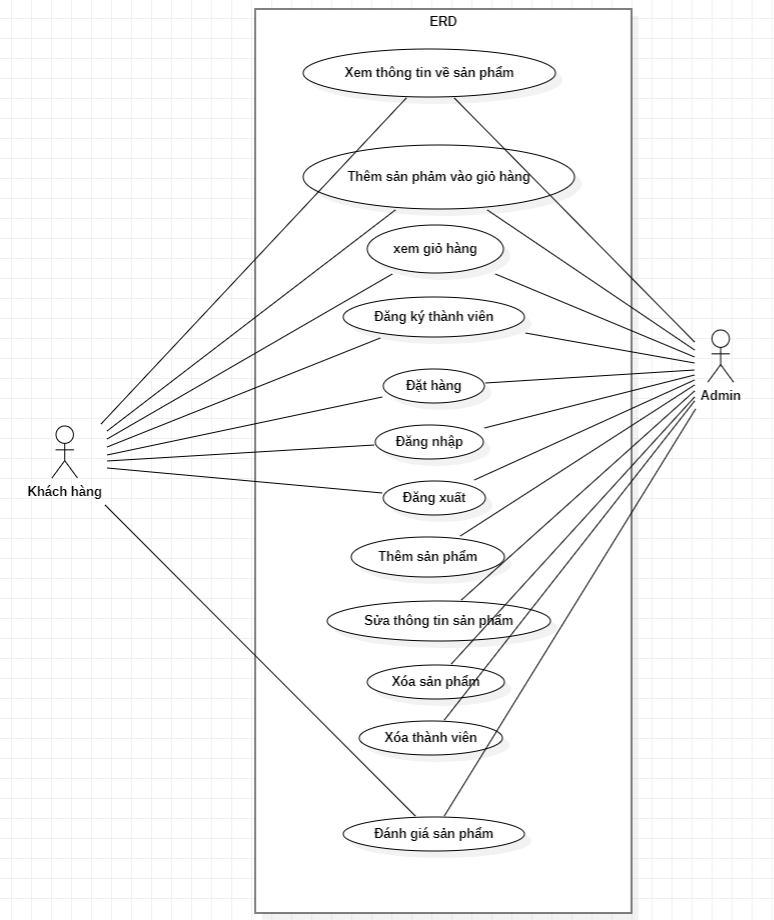 ERD
Xem thông tin về sản phẩm
Thêm sản phảm vào giỏ hàng
xem giỏ hàng
Đăng ký thành viên
Đặt hàng
Admin
Đăng nhập
Khách hàng
Đăng xuất
Thêm sản phẩm
Sửa thông tin sản phẩm
Xóa sản phẩm
Xóa thành viên
Đánh giá sản phẩm